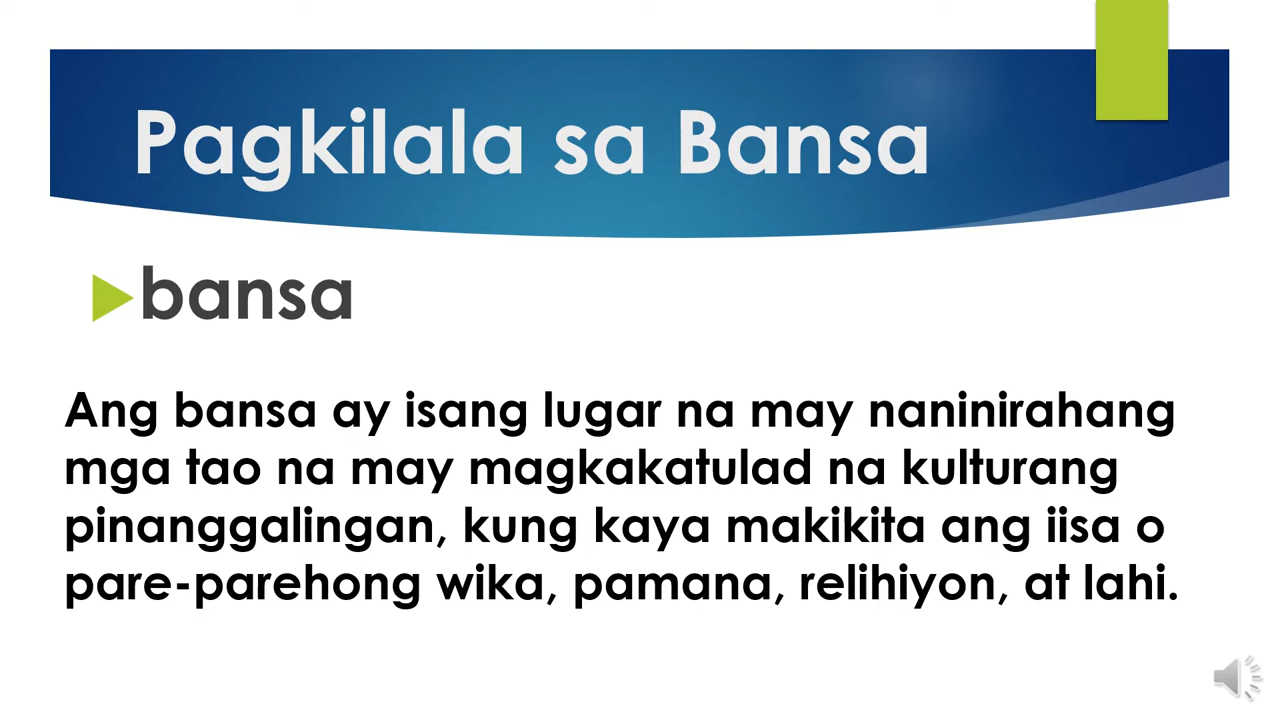 Pagkilala sa Bansa
bansa
Ang bansa ay isang lugar na may naninirahang
mga tao na may magkakatulad na kulturang
pinanggalingan, kung kaya makikita ang iisa o
pare-parehong wika, pamana, relihiyon, at lahi.